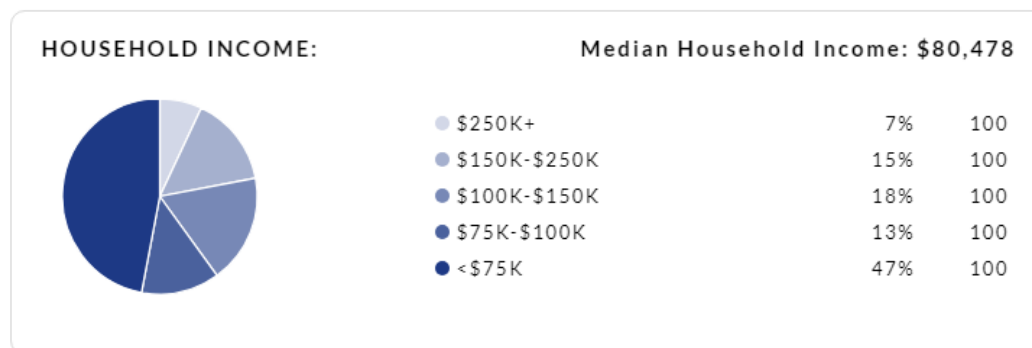 HOUSEHOLD INCOME: Median Household Income: $80,478
$250K+ 7% 100
$150K-$250K 15% 100
$100K-$150K 18% 100
$75K-$100K 13% 100
<$75K 47% 100